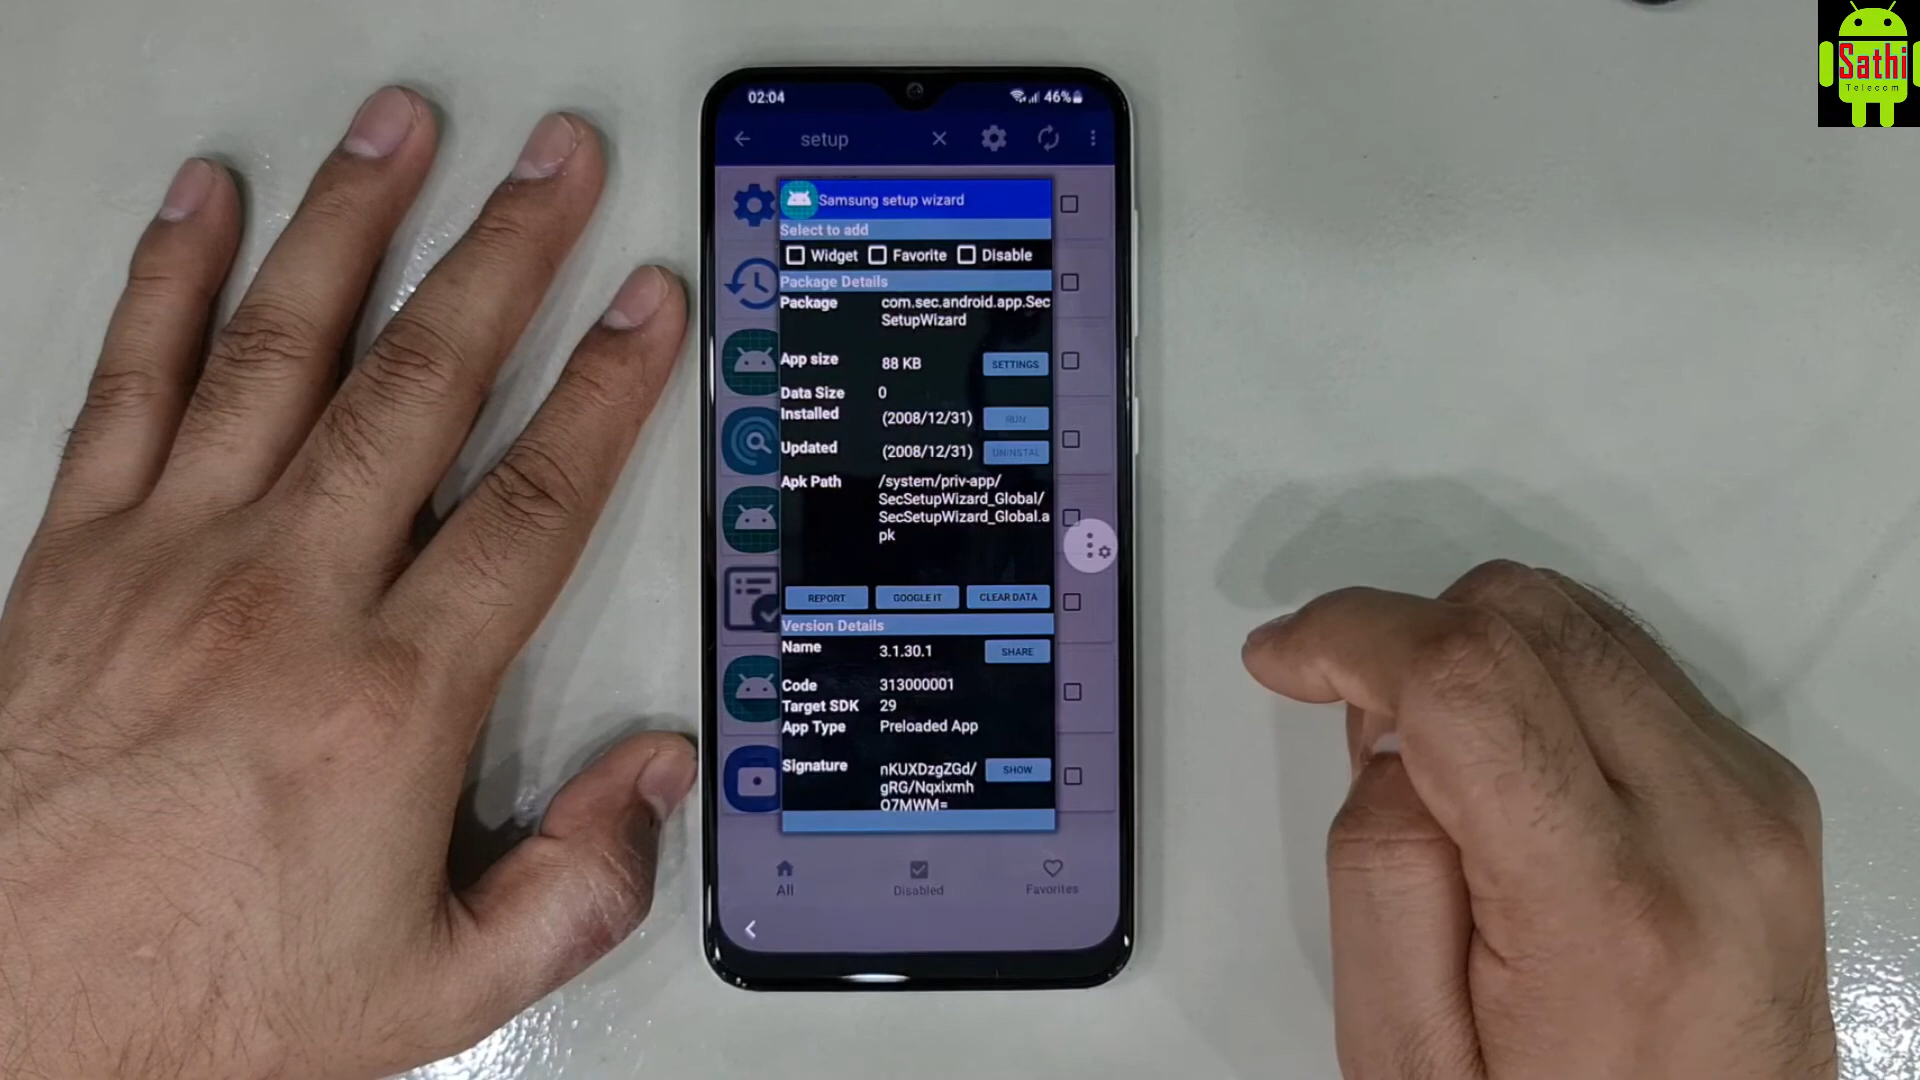 Sathi
Telecom
02:04
46%
setup
Samsung setup wizard
Select to add
Widget Favorite Disable
Package Details
Package com.sec.android.app.Sec
SetupWizard
App size 88 KB SETTINGS
Data Size 0
Installed (2008/12/31) RUN
Updated (2008/12/31) UNINSTAL
Apk Path /system/priv-app/
SecSetupWizard_Global/
SecSetupWizard_Global.a
pk
REPORT GOOGLE IT CLEAR DATA
Version Details
Name 3.1.30.1 SHARE
Code 313000001
Target SDK 29
App Type Preloaded App
Signature nKUXDzgZGd/ SHOW
gRG/Nqxixmh
O7MWM=
All Disabled Favorites